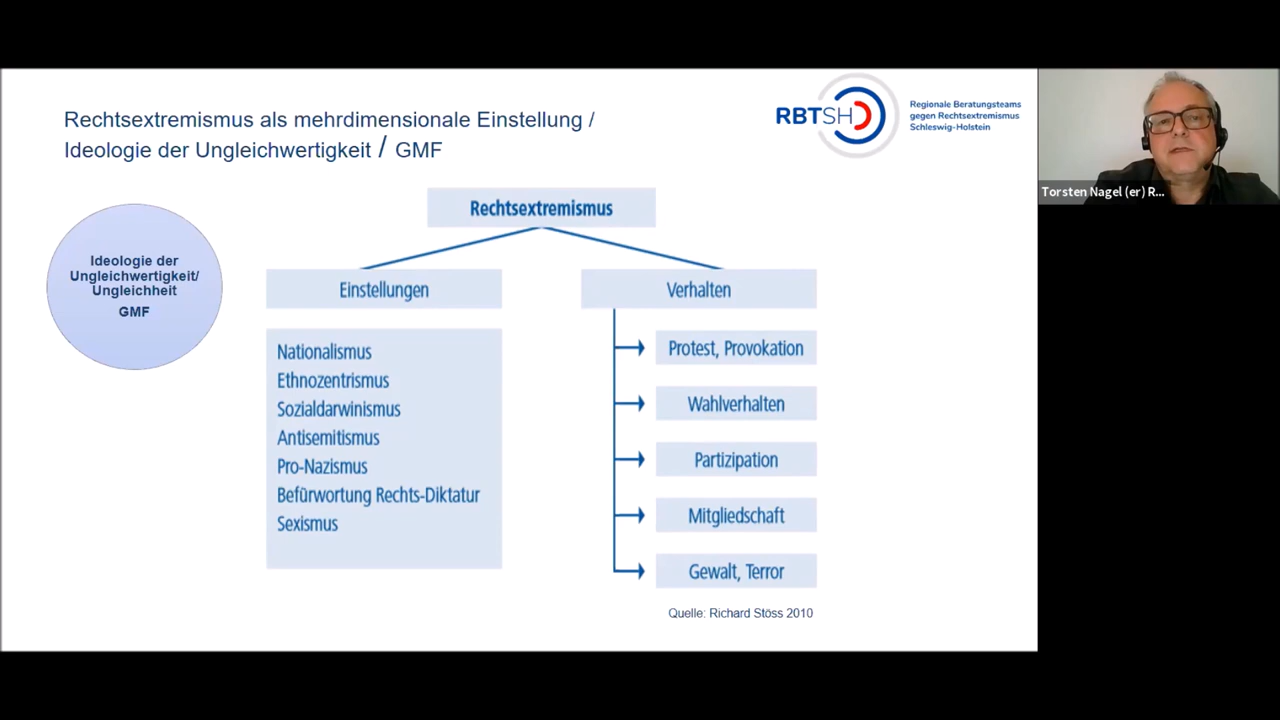 Rechtsextremismus als mehrdimensionale Einstellung /
Ideologie der Ungleichwertigkeit / GMF
RBTSH
Regionale Beratungsteams
gegen Rechtsextremismus
Schleswig-Holstein
Torsten Nagel (er) R...
Ideologie der
Ungleichwertigkeit/
Ungleichheit
GMF
Rechtsextremismus
Einstellungen
Nationalismus
Ethnozentrismus
Sozialdarwinismus
Antisemitismus
Pro-Nazismus
Befürwortung Rechts-Diktatur
Sexismus
Verhalten
Protest, Provokation
Wahlverhalten
Partizipation
Mitgliedschaft
Gewalt, Terror
Quelle: Richard Stöss 2010